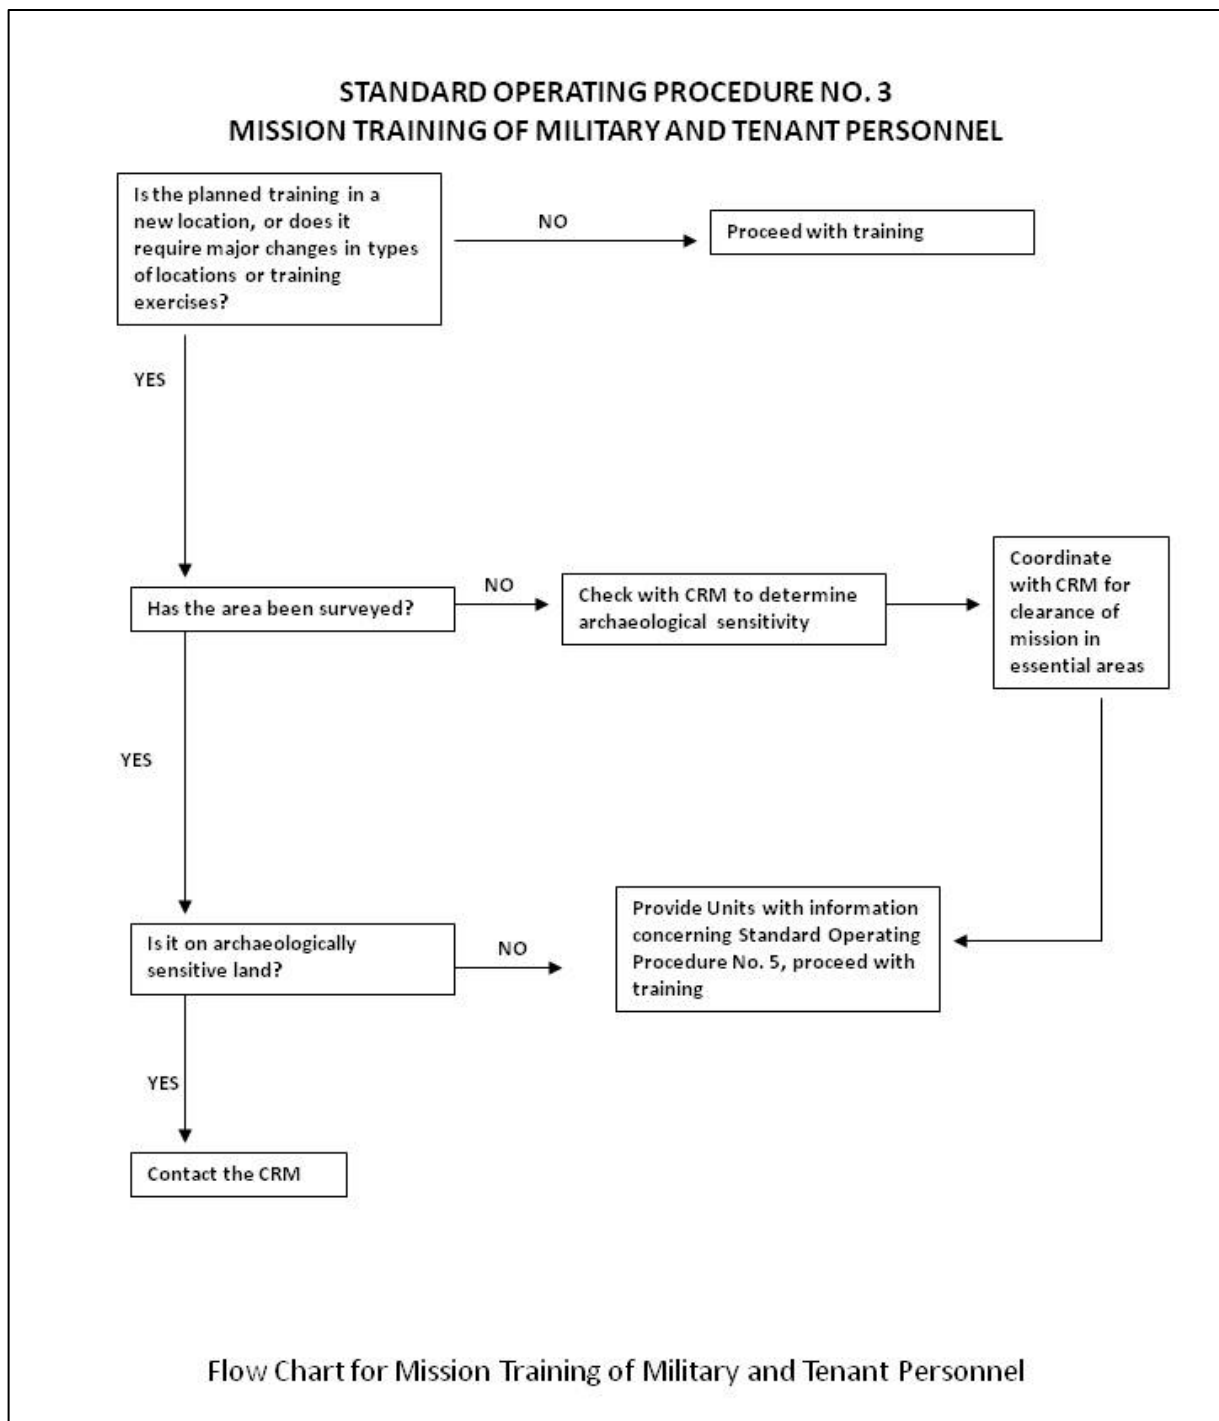 STANDARD OPERATING PROCEDURE NO. 3
MISSION TRAINING OF MILITARY AND TENANT PERSONNEL
Is the planned training in a
new location, or does it
require major changes in types
of locations or training
exercises?
NO
Proceed with training
YES
Has the area been surveyed?
NO
Check with CRM to determine
archaeological sensitivity
Coordinate
with CRM for
clearance of
mission in
essential areas
YES
Is it on archaeologically
sensitive land?
NO
Provide Units with information
concerning Standard Operating
Procedure No. 5, proceed with
training
YES
Contact the CRM
Flow Chart for Mission Training of Military and Tenant Personnel